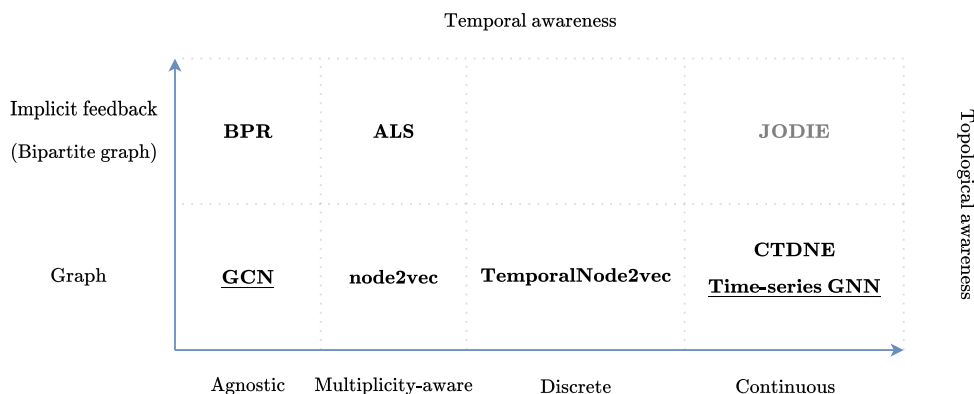 Temporal awareness
Implicit feedback
(Bipartite graph)
BPR
ALS
JODIE
Topological awareness
Graph
GCN
node2vec
TemporalNode2vec
CTDNE
Time-series GNN
Agnostic
Multiplicity-aware
Discrete
Continuous